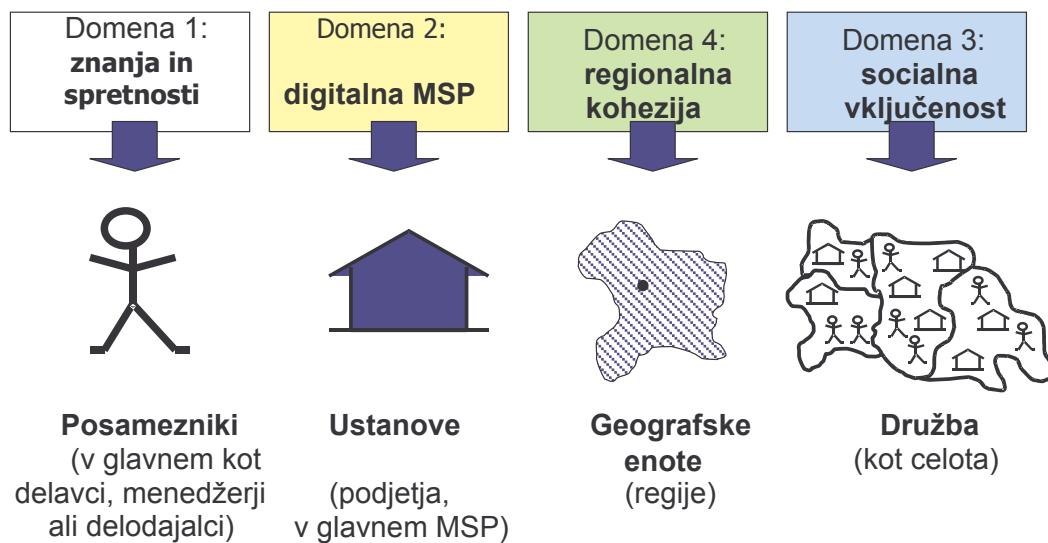 Domena 1:
znanja in
spretnosti
Domena 2:
digitalna MSP
Domena 4:
regionalna
kohezija
Domena 3:
socialna
vključenost
Posamezniki
(v glavnem kot
delavci, menedžerji
ali delodajalci)
Ustanove
(podjetja,
v glavnem MSP)
Geografske
enote
(regije)
Družba
(kot celota)